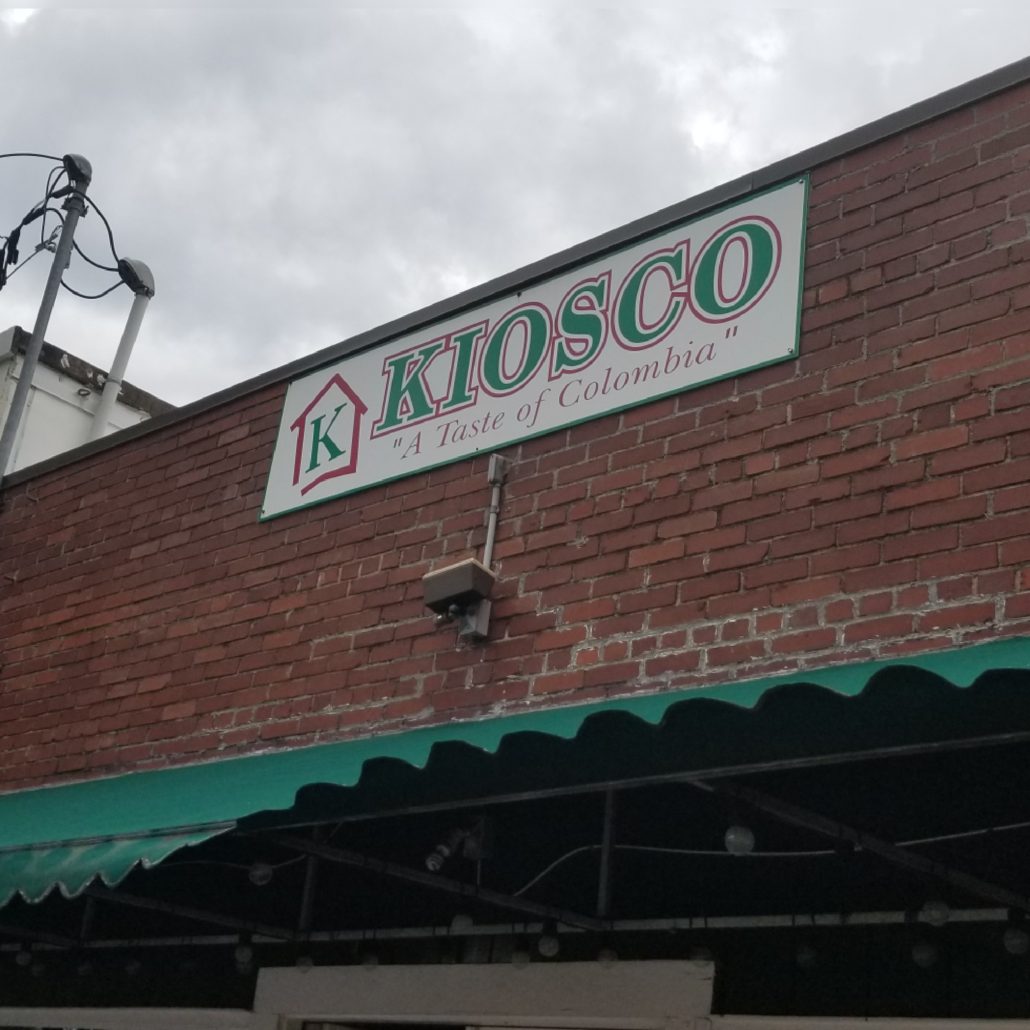 K
KIOSCO
"A Taste of Colombia"